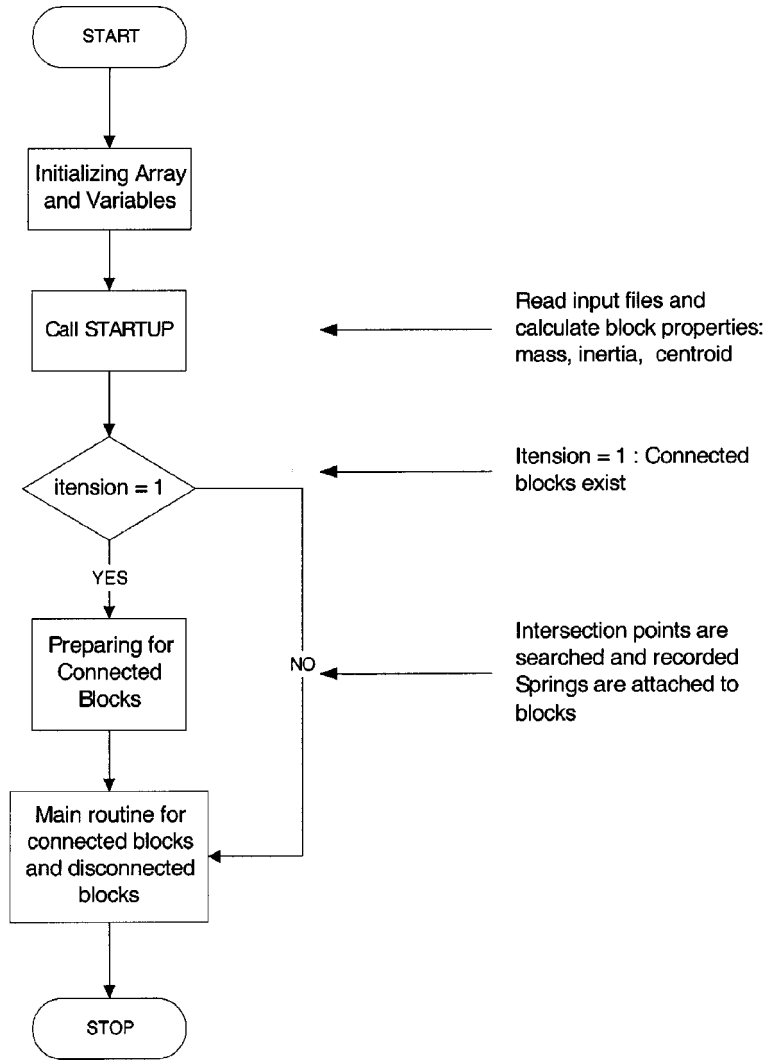 START
Initializing Array
and Variables
Call STARTUP
Read input files and
calculate block properties:
mass, inertia, centroid
itension = 1
Itension = 1 : Connected
blocks exist
YES
Preparing for
Connected
Blocks
NO
Intersection points are
searched and recorded
Springs are attached to
blocks
Main routine for
connected blocks
and disconnected
blocks
STOP